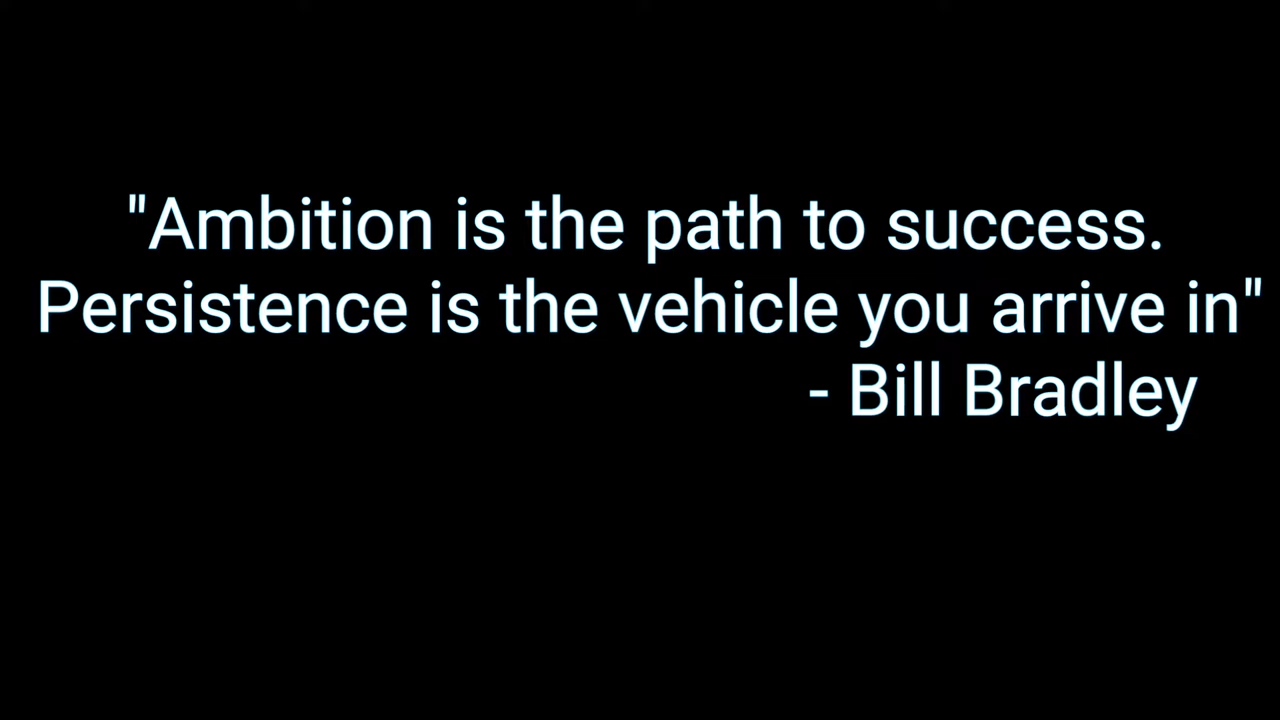 "Ambition is the path to success.
Persistence is the vehicle you arrive in"
- Bill Bradley